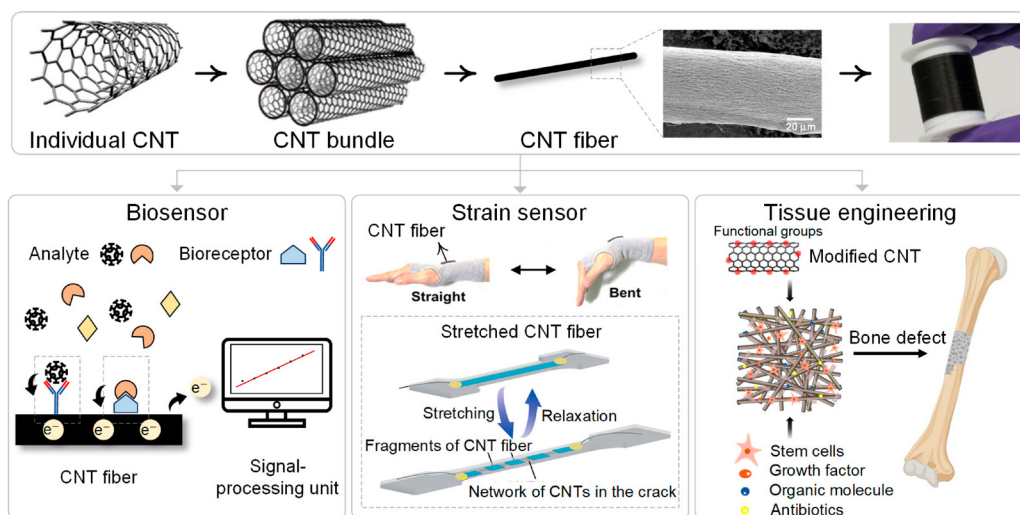 Individual CNT
CNT bundle
CNT fiber
20 μm
Biosensor
Analyte
Bioreceptor
e⁻
e⁻
e⁻
e⁻
CNT fiber
Signal-
processing unit
Strain sensor
CNT fiber
Straight
Bent
Stretched CNT fiber
Stretching
Relaxation
Fragments of CNT fiber
Network of CNTs in the crack
Tissue engineering
Functional groups
Modified CNT
Bone defect
Stem cells
Growth factor
Organic molecule
Antibiotics